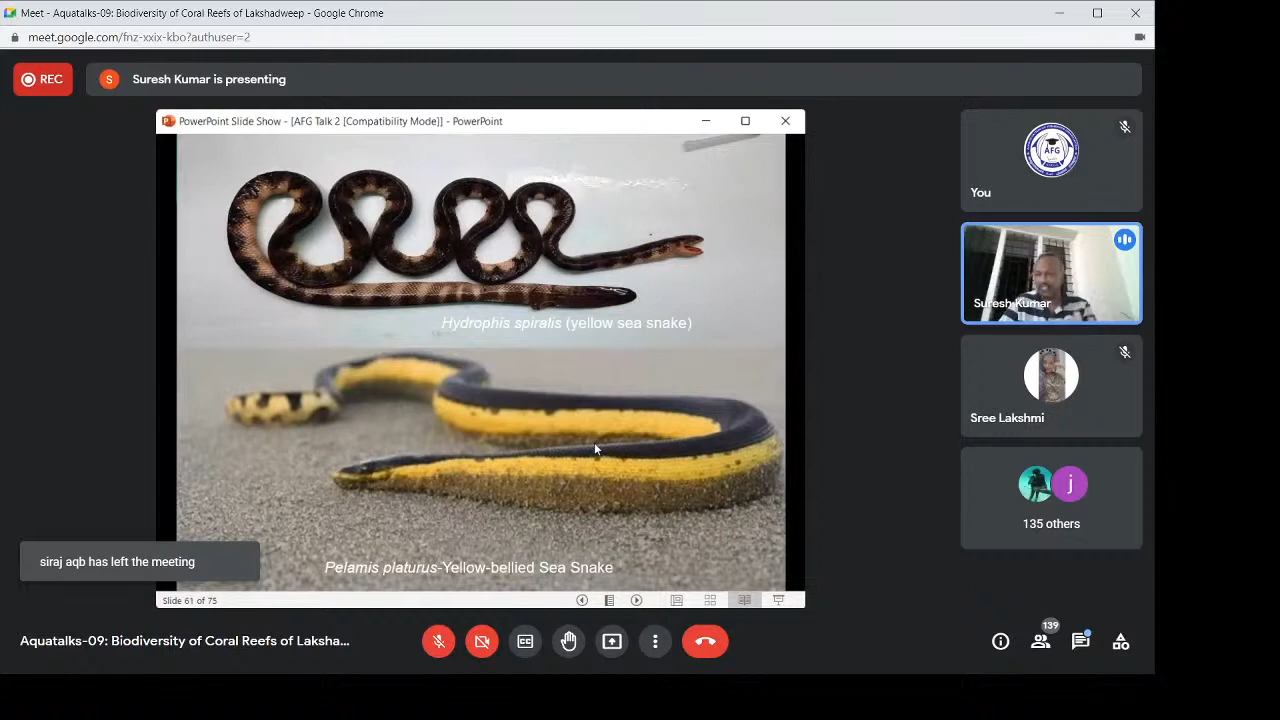 Meet - Aquatalks-09: Biodiversity of Coral Reefs of Lakshadweep - Google Chrome
meet.google.com/fnz-xxix-kbo?authuser=2
REC
S
Suresh Kumar is presenting
PowerPoint Slide Show - [AFG Talk 2 [Compatibility Mode]] - PowerPoint
Hydrophis spiralis (yellow sea snake)
Pelamis platurus-Yellow-bellied Sea Snake
Slide 61 of 75
AFG
You
Suresh Kumar
Sree Lakshmi
j
135 others
siraj aqb has left the meeting
Aquatalks-09: Biodiversity of Coral Reefs of Laksha...
CC
139